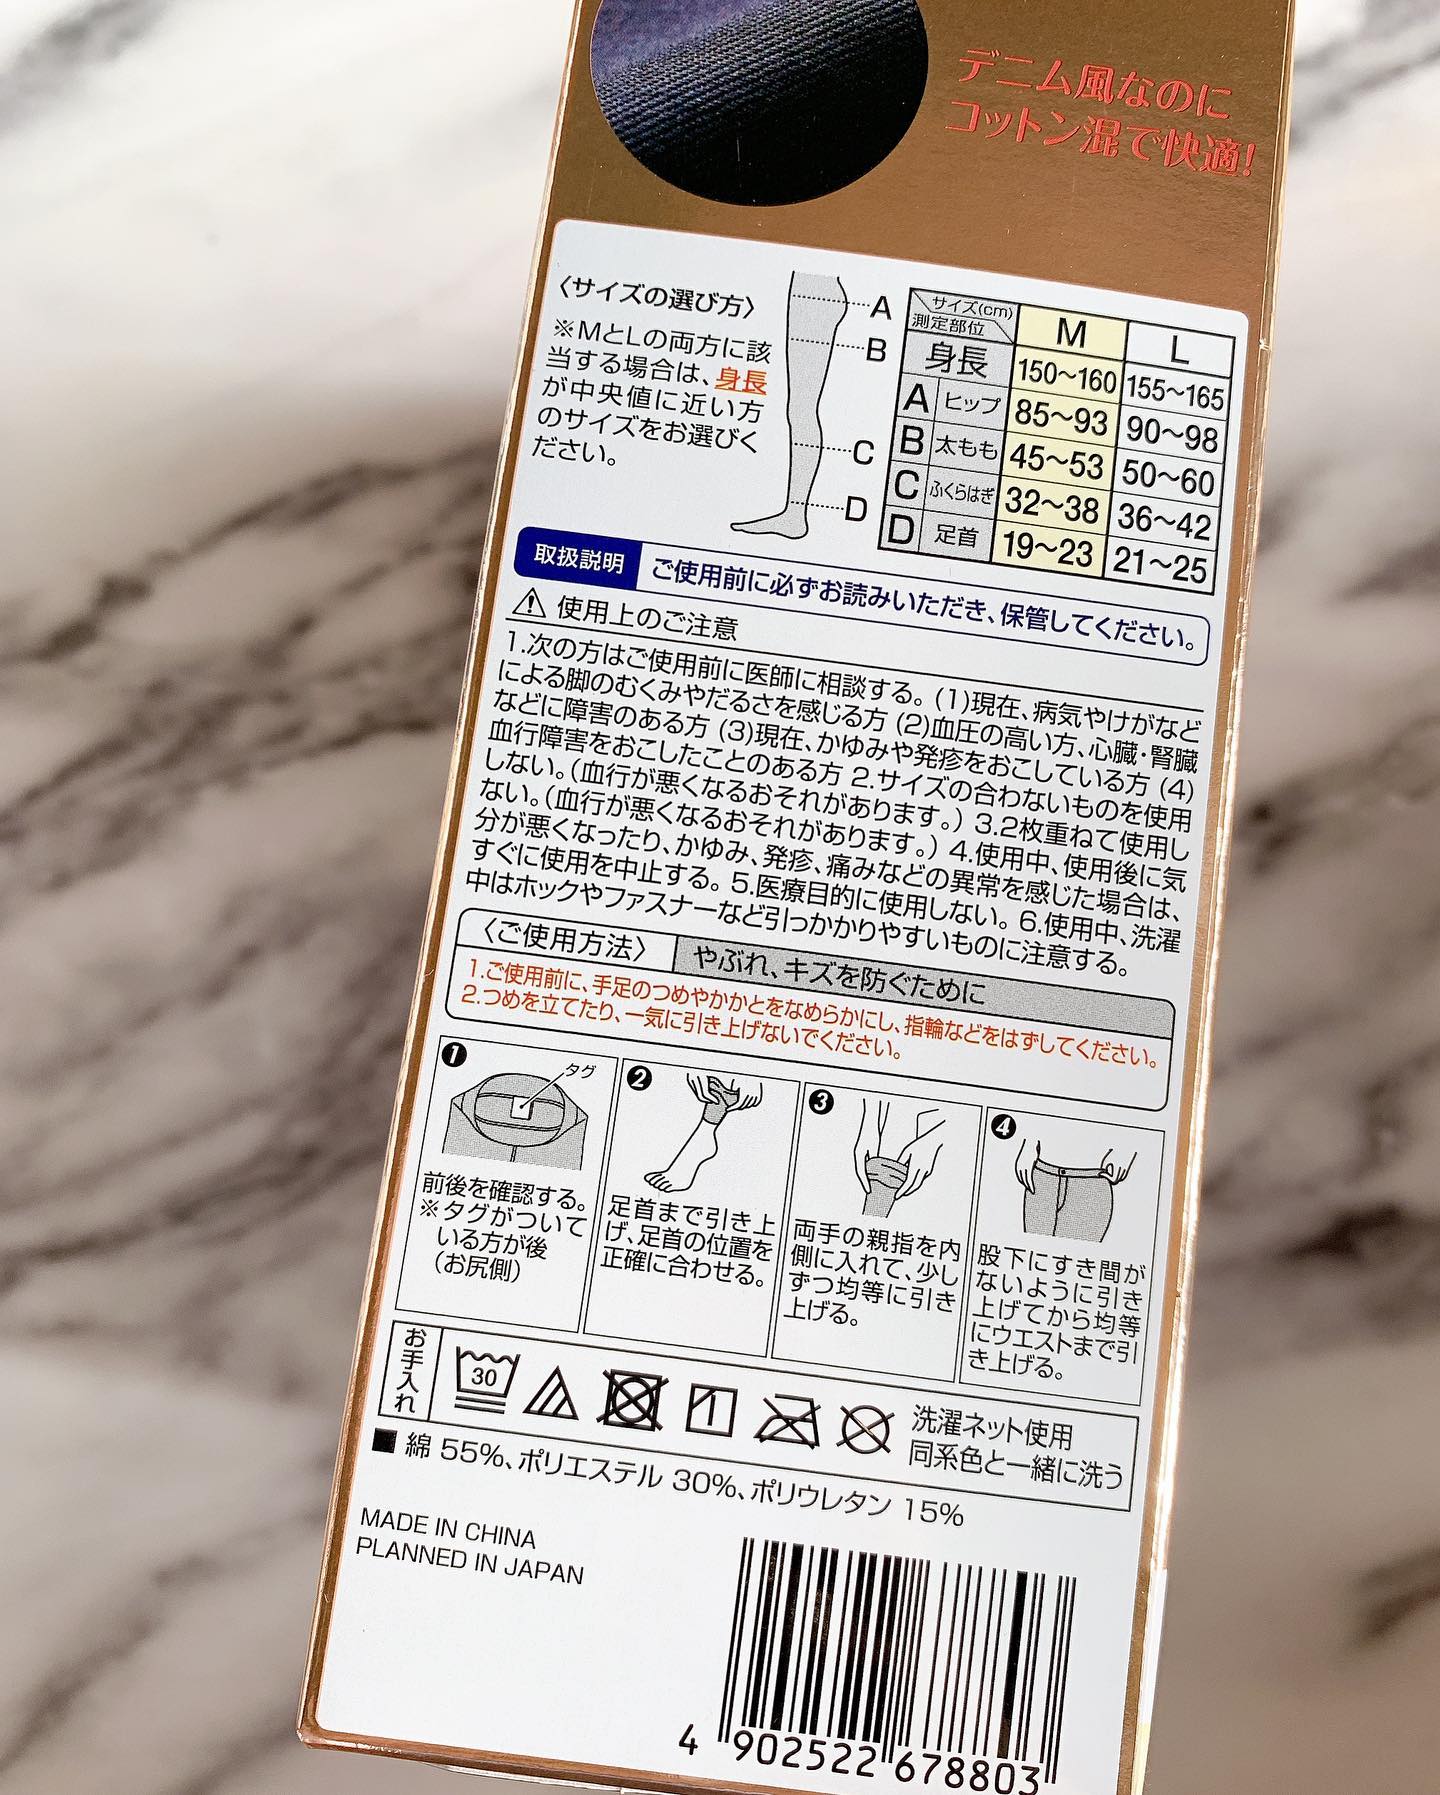 デニム風なのに
コットン混で快適!
〈サイズの選び方〉
※MとLの両方に該
当する場合は、身長
が中央値に近い方
のサイズをお選びく
ださい。
A
B
C
D
サイズ(cm)
測定部位
M
L
身長 150〜160 155〜165
A ヒップ 85〜93 90〜98
B 太もも 45〜53 50〜60
C ふくらはぎ 32〜38 36〜42
D 足首 19〜23 21〜25
取扱説明 ご使用前に必ずお読みいただき、保管してください。
使用上のご注意
1.次の方はご使用前に医師に相談する。(1)現在、病気やけがなど
による脚のむくみやだるさを感じる方 (2)血圧の高い方、心臓・腎臓
などに障害のある方 (3)現在、かゆみや発疹をおこしている方 (4)
血行障害をおこしたことのある方 2.サイズの合わないものを使用
しない。(血行が悪くなるおそれがあります。) 3.2枚重ねて使用し
ない。(血行が悪くなるおそれがあります。) 4.使用中、使用後に気
分が悪くなったり、かゆみ、発疹、痛みなどの異常を感じた場合は、
すぐに使用を中止する。 5.医療目的に使用しない。 6.使用中、洗濯
中はホックやファスナーなど引っかかりやすいものに注意する。
〈ご使用方法〉 やぶれ、キズを防ぐために
1.ご使用前に、手足のつめやかかとをなめらかにし、指輪などをはずしてください。
2.つめを立てたり、一気に引き上げないでください。
1
タグ
前後を確認する。
※タグがついて
いる方が後
(お尻側)
2
足首まで引き上
げ、足首の位置を
正確に合わせる。
3
両手の親指を内
側に入れて、少し
ずつ均等に引き
上げる。
4
股下にすき間が
ないように引き
上げてから均等
にウエストまで引
き上げる。
お手入れ
30
洗濯ネット使用
同系色と一緒に洗う
■ 綿 55%、ポリエステル 30%、ポリウレタン 15%
MADE IN CHINA
PLANNED IN JAPAN
4 902522 678803